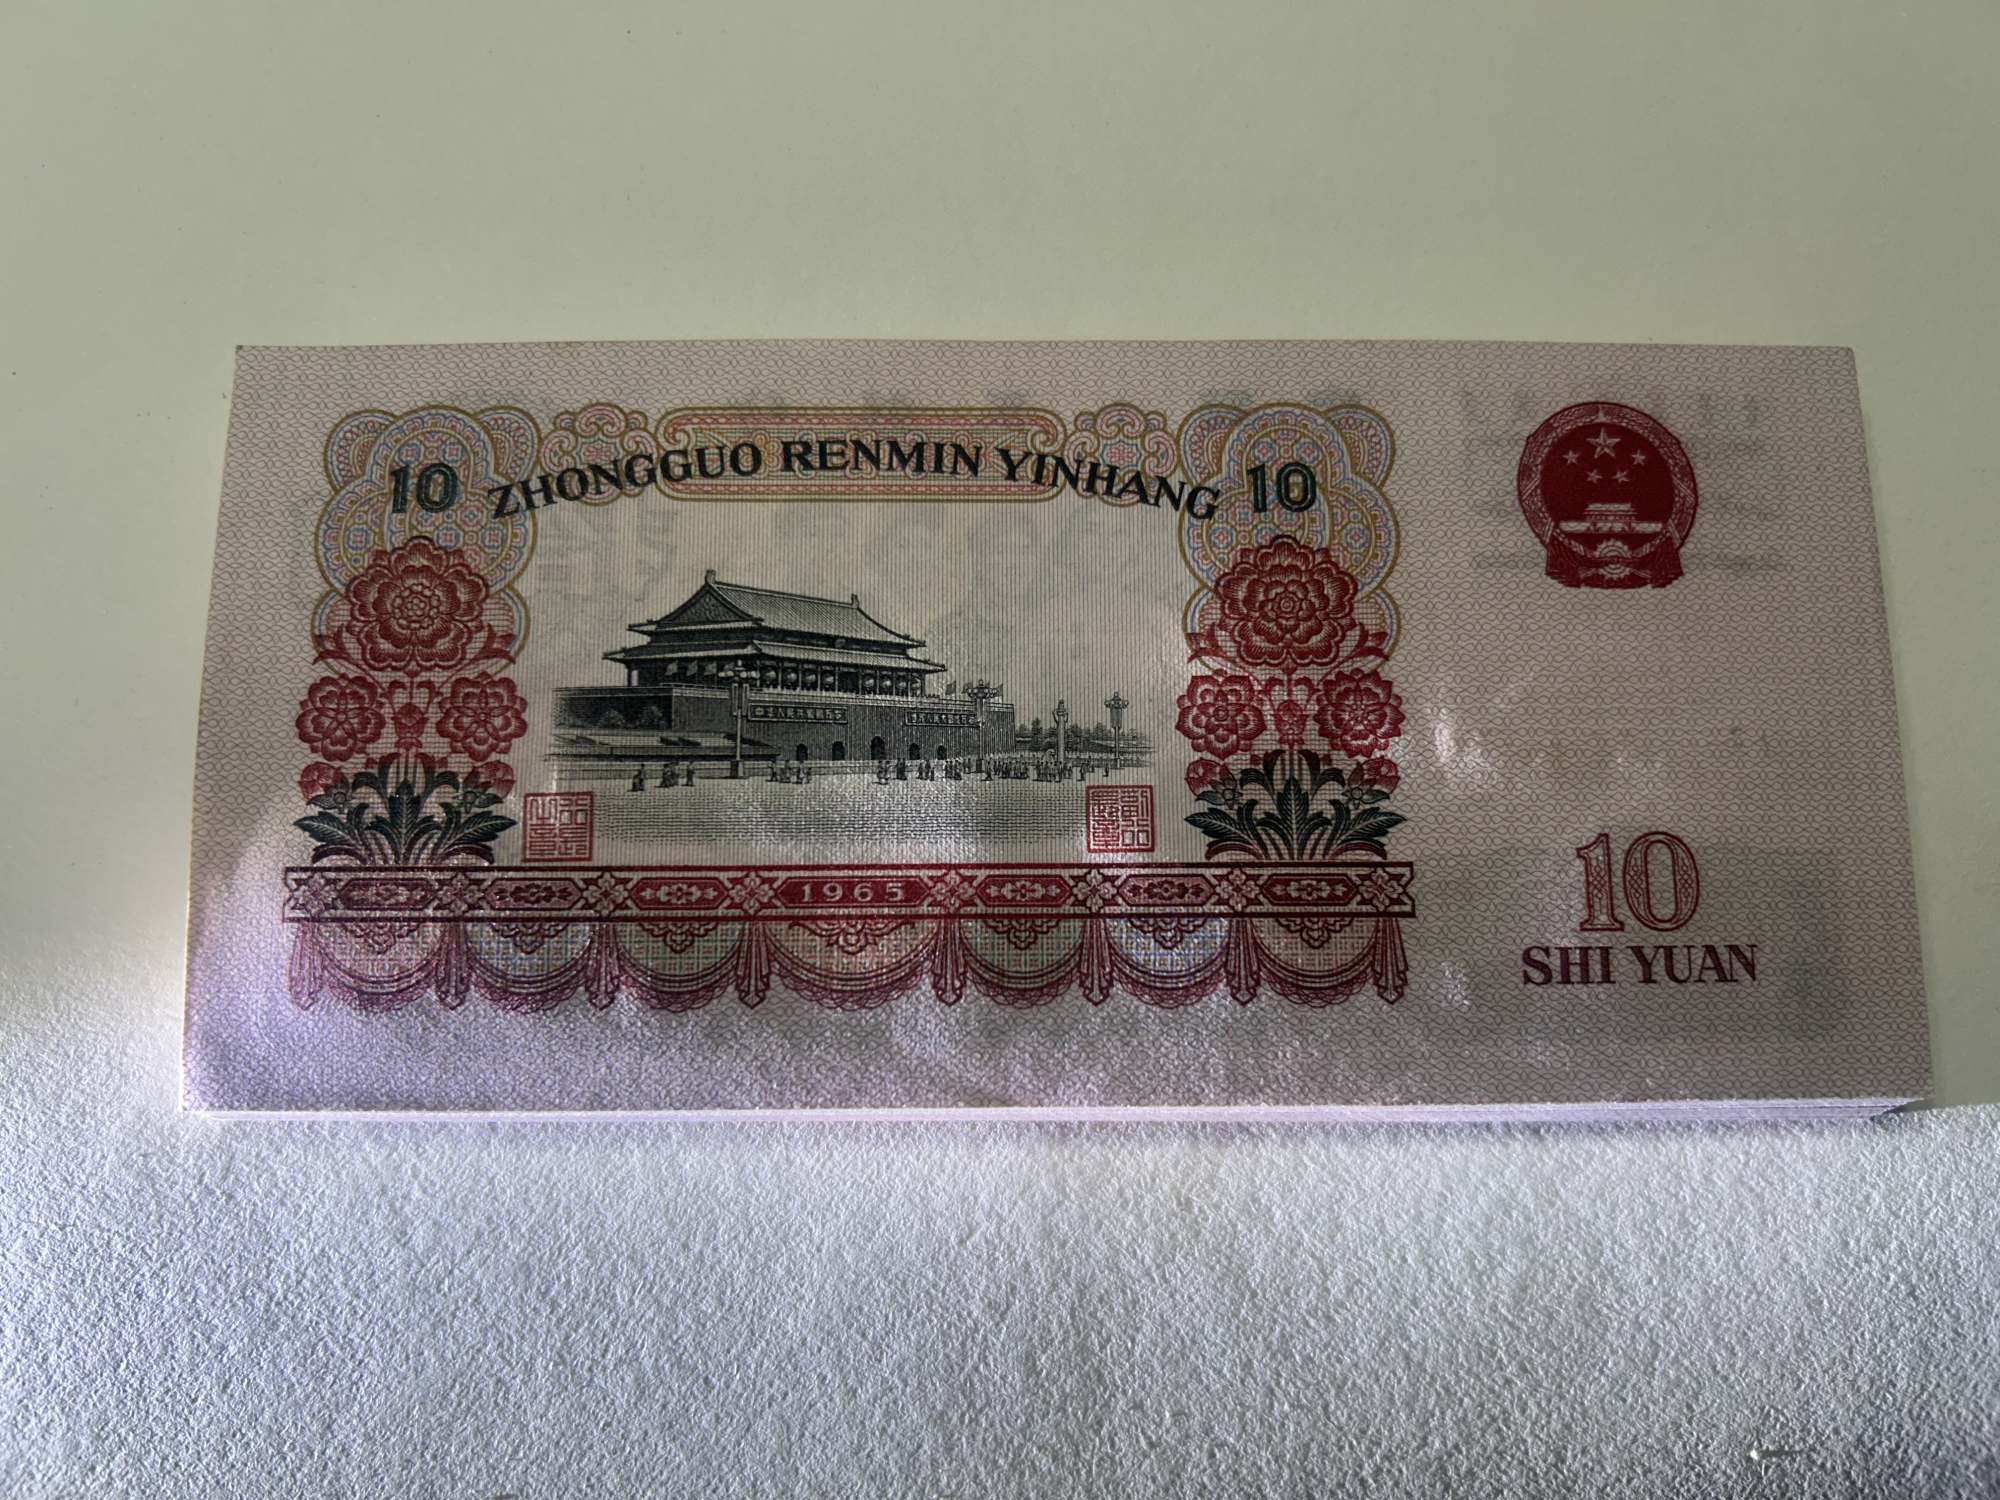 10 ZHONGGUO RENMIN YINHANG 10
1965
10
SHI YUAN